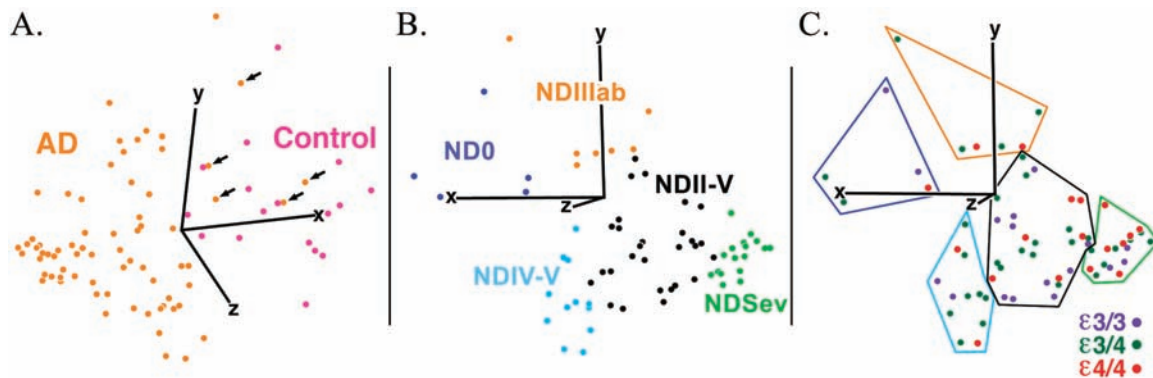 A.
AD
Control
y
x
z
B.
NDIIIab
ND0
NDII-V
NDIV-V
NDSev
y
x
z
C.
y
x
z
ε3/3
ε3/4
ε4/4